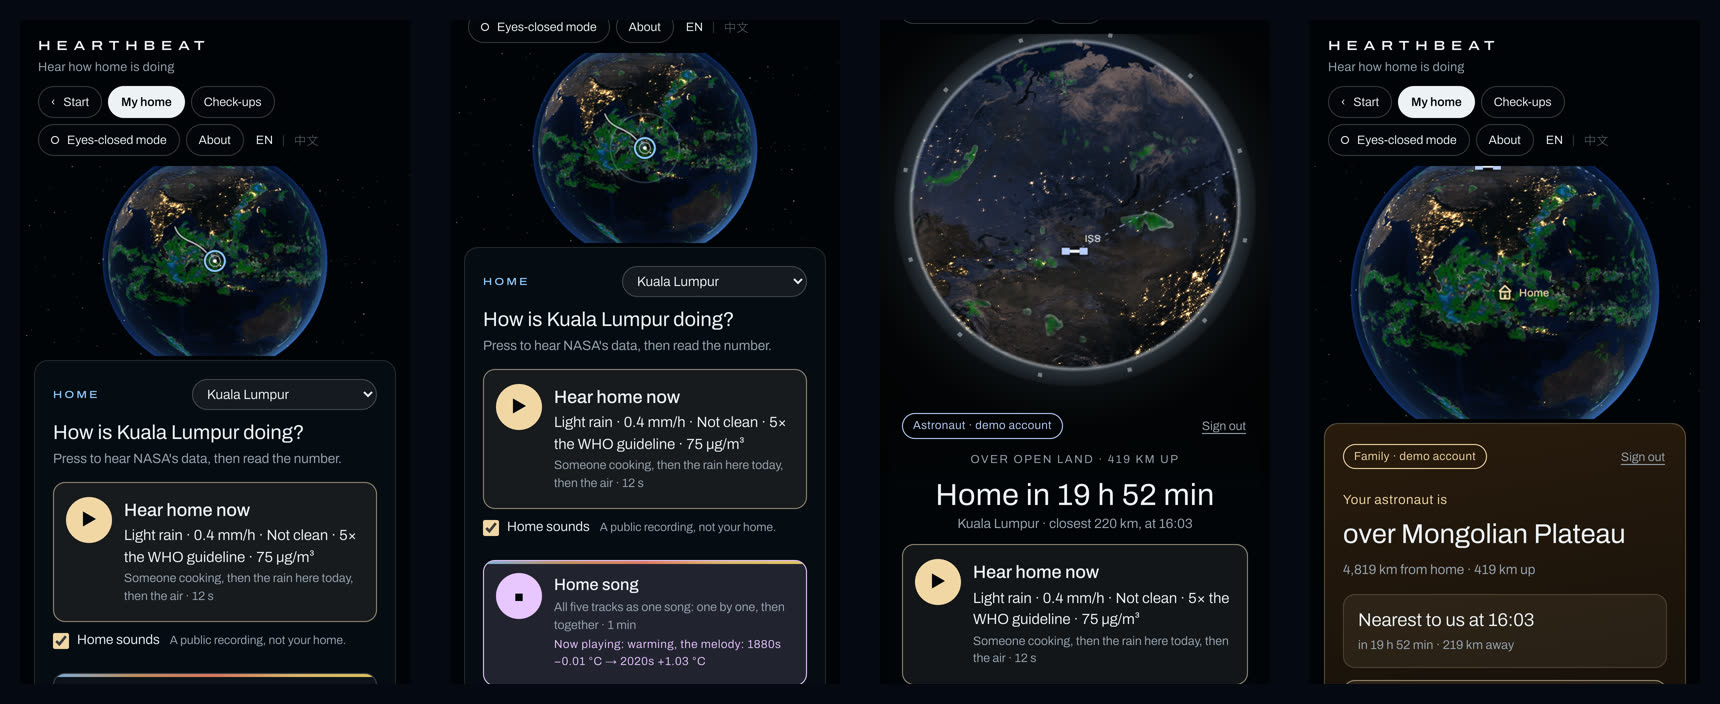 HEARTHBEAT
Hear how home is doing
‹ Start
My home
Check-ups
Eyes-closed mode
About
EN | 中文
HOME
Kuala Lumpur
How is Kuala Lumpur doing?
Press to hear NASA's data, then read the number.
Hear home now
Light rain · 0.4 mm/h · Not clean · 5×
the WHO guideline · 75 µg/m³
Someone cooking, then the rain here today,
then the air · 12 s
Home sounds A public recording, not your home.
Eyes-closed mode
About
EN | 中文
HOME
Kuala Lumpur
How is Kuala Lumpur doing?
Press to hear NASA's data, then read the number.
Hear home now
Light rain · 0.4 mm/h · Not clean · 5×
the WHO guideline · 75 µg/m³
Someone cooking, then the rain here today,
then the air · 12 s
Home sounds A public recording, not your home.
Home song
All five tracks as one song: one by one, then
together · 1 min
Now playing: warming, the melody: 1880s
−0.01 °C → 2020s +1.03 °C
ISS
Astronaut · demo account
Sign out
OVER OPEN LAND · 419 KM UP
Home in 19 h 52 min
Kuala Lumpur · closest 220 km, at 16:03
Hear home now
Light rain · 0.4 mm/h · Not clean · 5× the
WHO guideline · 75 µg/m³
Someone cooking, then the rain here today, then
the air · 12 s
HEARTHBEAT
Hear how home is doing
‹ Start
My home
Check-ups
Eyes-closed mode
About
EN | 中文
Home
Family · demo account
Sign out
Your astronaut is
over Mongolian Plateau
4,819 km from home · 419 km up
Nearest to us at 16:03
in 19 h 52 min · 219 km away